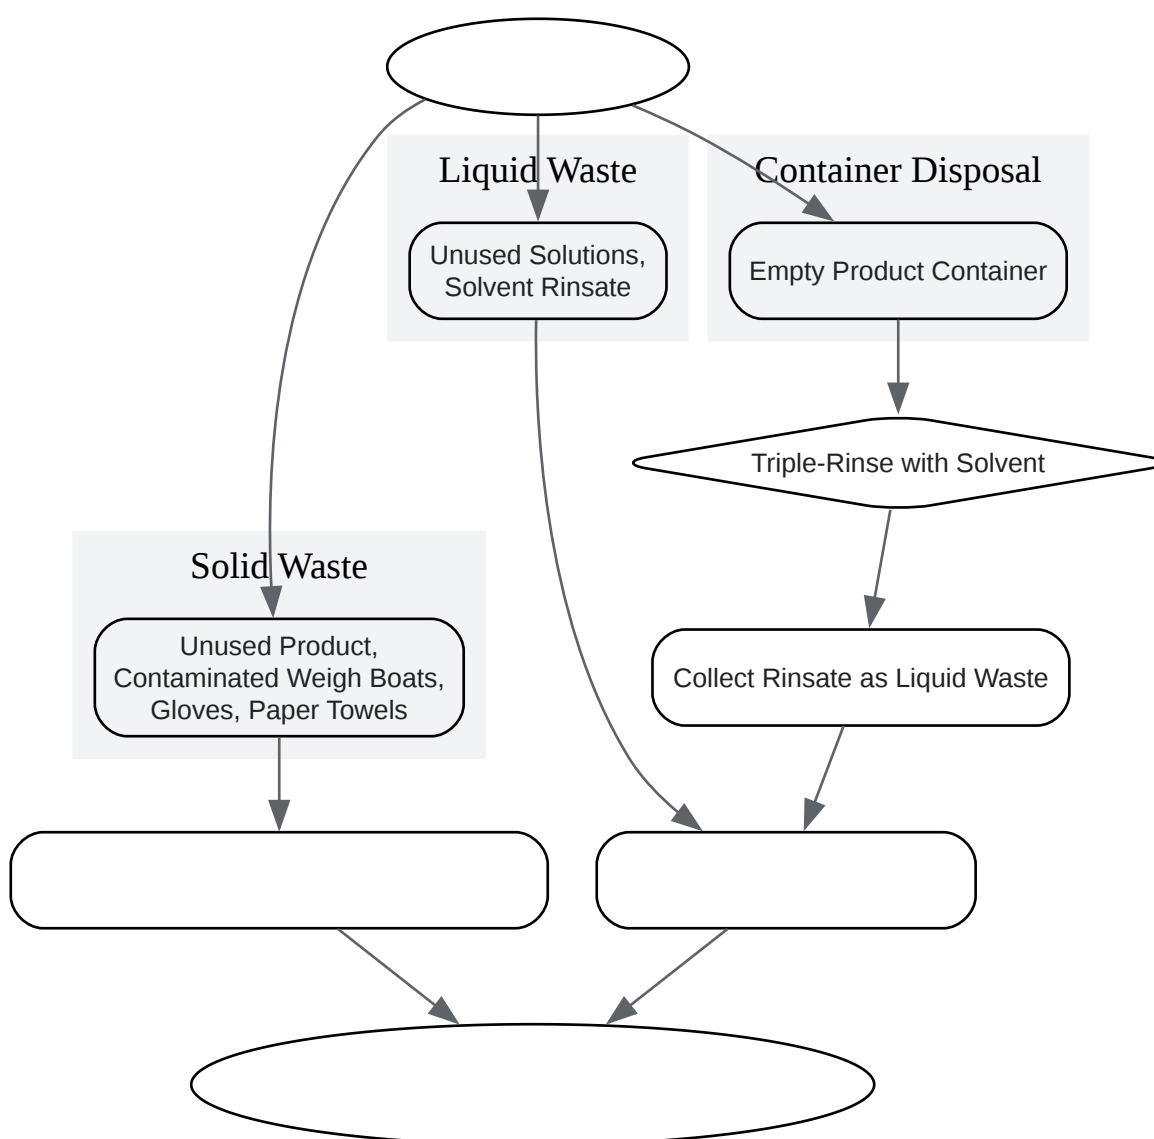 Liquid Waste
Container Disposal
Unused Solutions,
Solvent Rinsate
Empty Product Container
Triple-Rinse with Solvent
Solid Waste
Unused Product,
Contaminated Weigh Boats,
Gloves, Paper Towels
Collect Rinsate as Liquid Waste